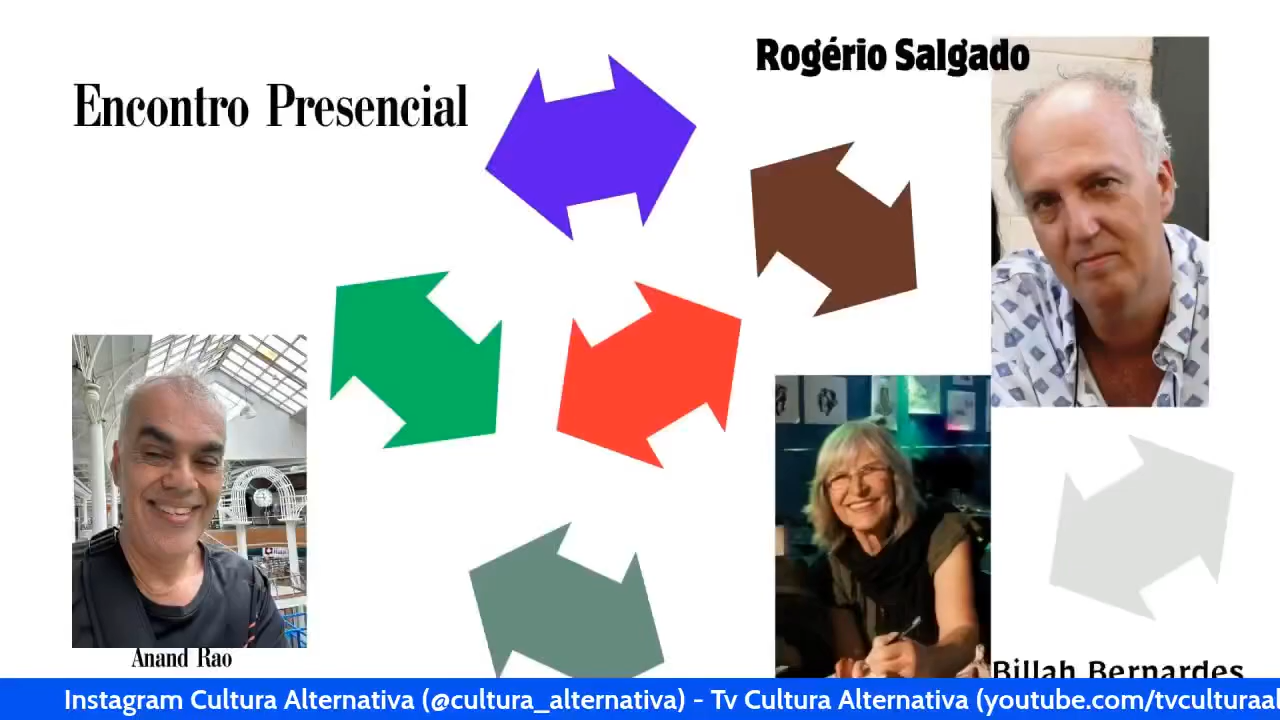 Rogério Salgado
Encontro Presencial
Anand Rao
Billah Bernardes
Instagram Cultura Alternativa (@cultura_alternativa) - Tv Cultura Alternativa (youtube.com/tvculturaal